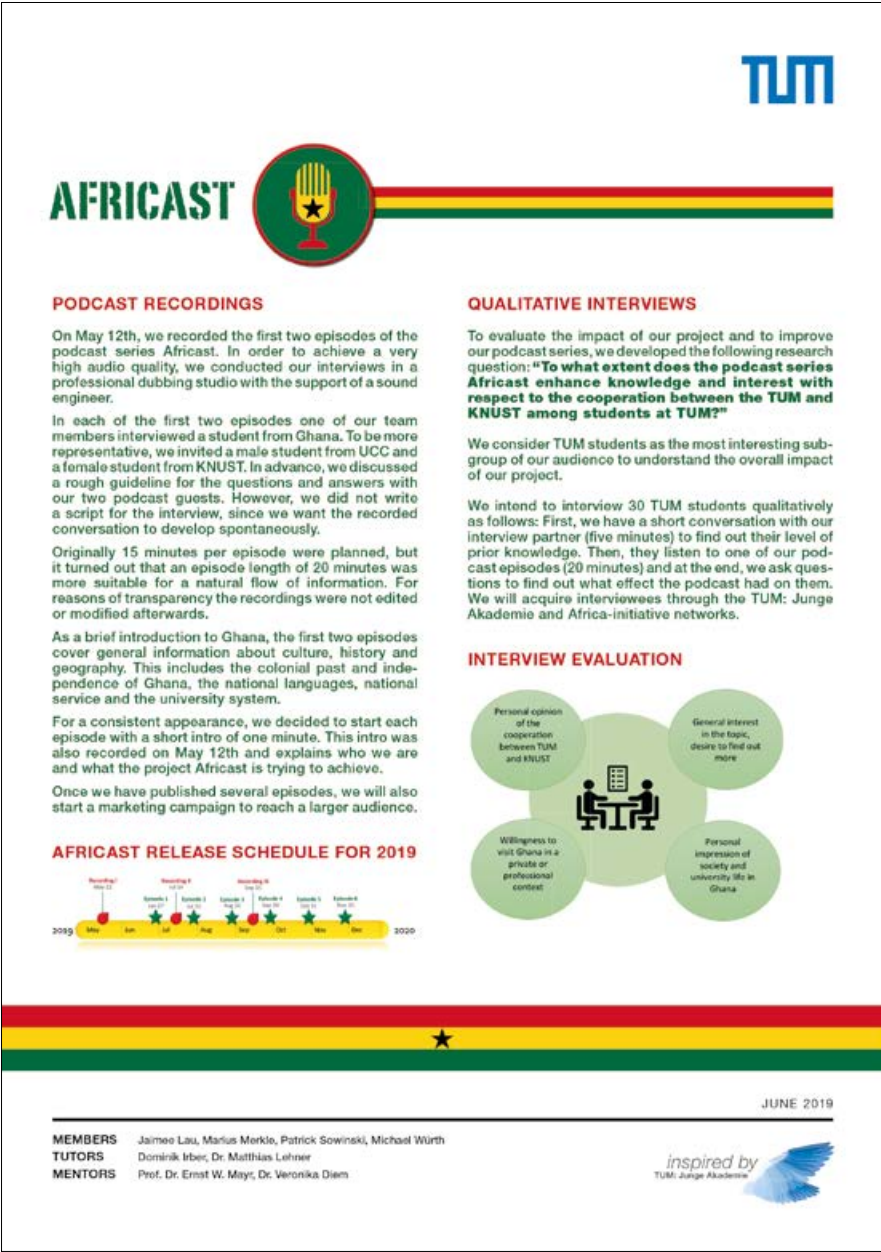 TUM
AFRICAST
PODCAST RECORDINGS
On May 12th, we recorded the first two episodes of the
podcast series Africast. In order to achieve a very
high audio quality, we conducted our interviews in a
professional dubbing studio with the support of a sound
engineer.
In each of the first two episodes one of our team
members interviewed a student from Ghana. To be more
representative, we invited a male student from UCC and
a female student from KNUST. In advance, we discussed
a rough guideline for the questions and answers with
our two podcast guests. However, we did not write
a script for the interview, since we want the recorded
conversation to develop spontaneously.
Originally 15 minutes per episode were planned, but
it turned out that an episode length of 20 minutes was
more suitable for a natural flow of information. For
reasons of transparency the recordings were not edited
or modified afterwards.
As a brief introduction to Ghana, the first two episodes
cover general information about culture, history and
geography. This includes the colonial past and inde-
pendence of Ghana, the national languages, national
service and the university system.
For a consistent appearance, we decided to start each
episode with a short intro of one minute. This intro was
also recorded on May 12th and explains who we are
and what the project Africast is trying to achieve.
Once we have published several episodes, we will also
start a marketing campaign to reach a larger audience.
AFRICAST RELEASE SCHEDULE FOR 2019
Recording I
Recording II
Recording III
Episode 1
Episode 2
Episode 3
Episode 4
Episode 5
Episode 6
2019 May Jun Jul Aug Sep Oct Nov Dec 2020
QUALITATIVE INTERVIEWS
To evaluate the impact of our project and to improve
our podcast series, we developed the following research
question: “To what extent does the podcast series
Africast enhance knowledge and interest with
respect to the cooperation between the TUM and
KNUST among students at TUM?”
We consider TUM students as the most interesting sub-
group of our audience to understand the overall impact
of our project.
We intend to interview 30 TUM students qualitatively
as follows: First, we have a short conversation with our
interview partner (five minutes) to find out their level of
prior knowledge. Then, they listen to one of our pod-
cast episodes (20 minutes) and at the end, we ask ques-
tions to find out what effect the podcast had on them.
We will acquire interviewees through the TUM: Junge
Akademie and Africa-initiative networks.
INTERVIEW EVALUATION
Personal opinion
of the
cooperation
between TUM
and KNUST
General interest
in the topic,
desire to find out
more
Willingness to
visit Ghana in a
private or
professional
context
Personal
impression of
society and
university life in
Ghana
JUNE 2019
MEMBERS Jaimee Lau, Marius Merkle, Patrick Sowinski, Michael Würth
TUTORS Dominik Irber, Dr. Matthias Lehner
MENTORS Prof. Dr. Ernst W. Mayr, Dr. Veronika Diem
inspired by
TUM: Junge Akademie